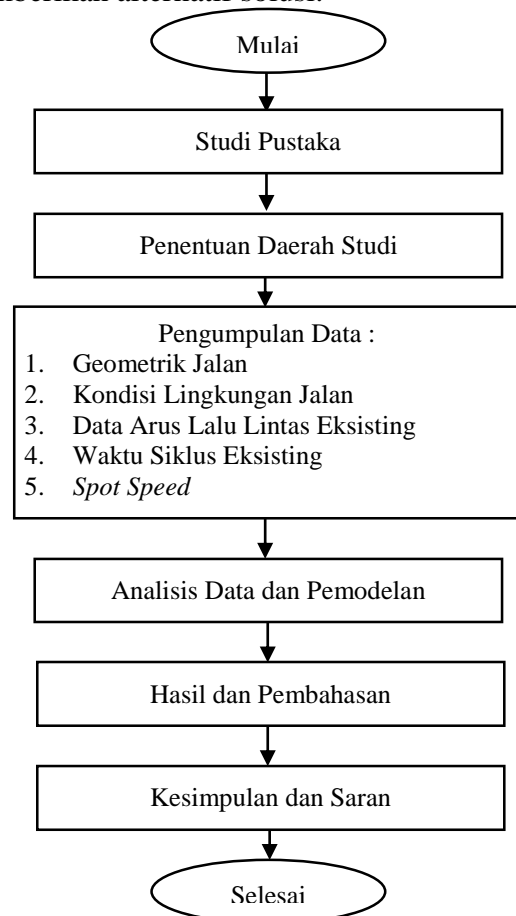 alternatif solusi.
Mulai
Studi Pustaka
Penentuan Daerah Studi
Pengumpulan Data :
1. Geometrik Jalan
2. Kondisi Lingkungan Jalan
3. Data Arus Lalu Lintas Eksisting
4. Waktu Siklus Eksisting
5. Spot Speed
Analisis Data dan Pemodelan
Hasil dan Pembahasan
Kesimpulan dan Saran
Selesai